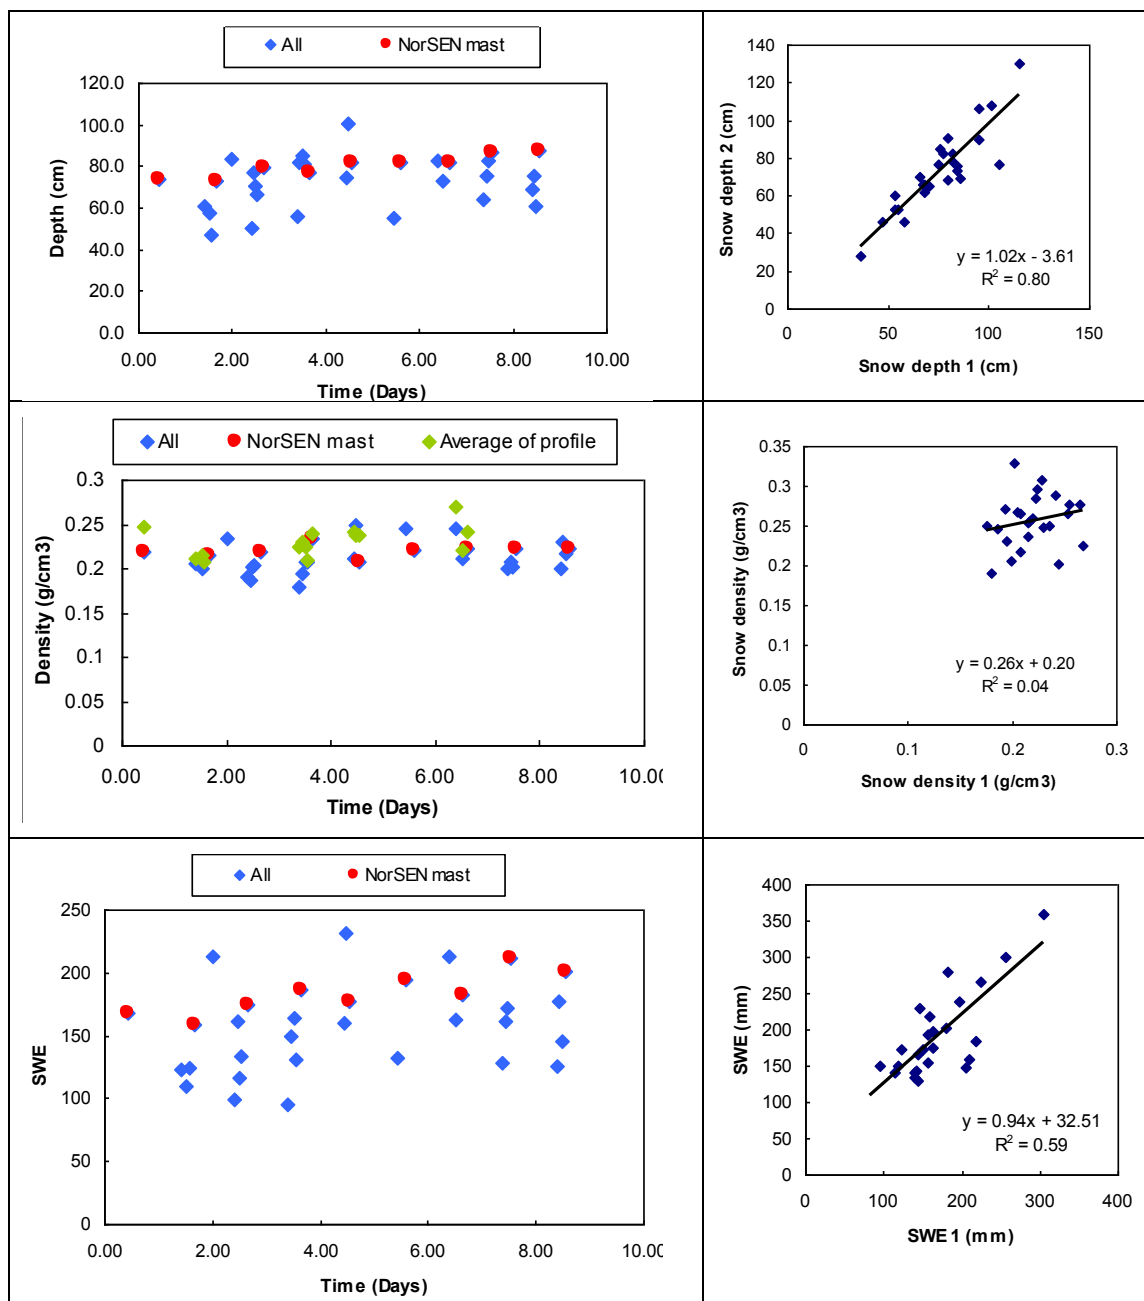 All NorSEN mast
120.0
100.0
80.0
60.0
40.0
20.0
0.0
Depth (cm)
0.00 2.00 4.00 6.00 8.00 10.00
Time (Days)
140
120
100
80
60
40
20
0
Snow depth 2 (cm)
y = 1.02x - 3.61
R² = 0.80
0 50 100 150
Snow depth 1 (cm)
All NorSEN mast Average of profile
0.3
0.25
0.2
0.15
0.1
0.05
0
Density (g/cm3)
0.00 2.00 4.00 6.00 8.00 10.00
Time (Days)
0.35
0.3
0.25
0.2
0.15
0.1
0.05
0
Snow density (g/cm3)
y = 0.26x + 0.20
R² = 0.04
0 0.1 0.2 0.3
Snow density 1 (g/cm3)
All NorSEN mast
250
200
150
100
50
0
SWE
0.00 2.00 4.00 6.00 8.00 10.00
Time (Days)
400
350
300
250
200
150
100
50
0
SWE (mm)
y = 0.94x + 32.51
R² = 0.59
0 100 200 300 400
SWE 1 (mm)